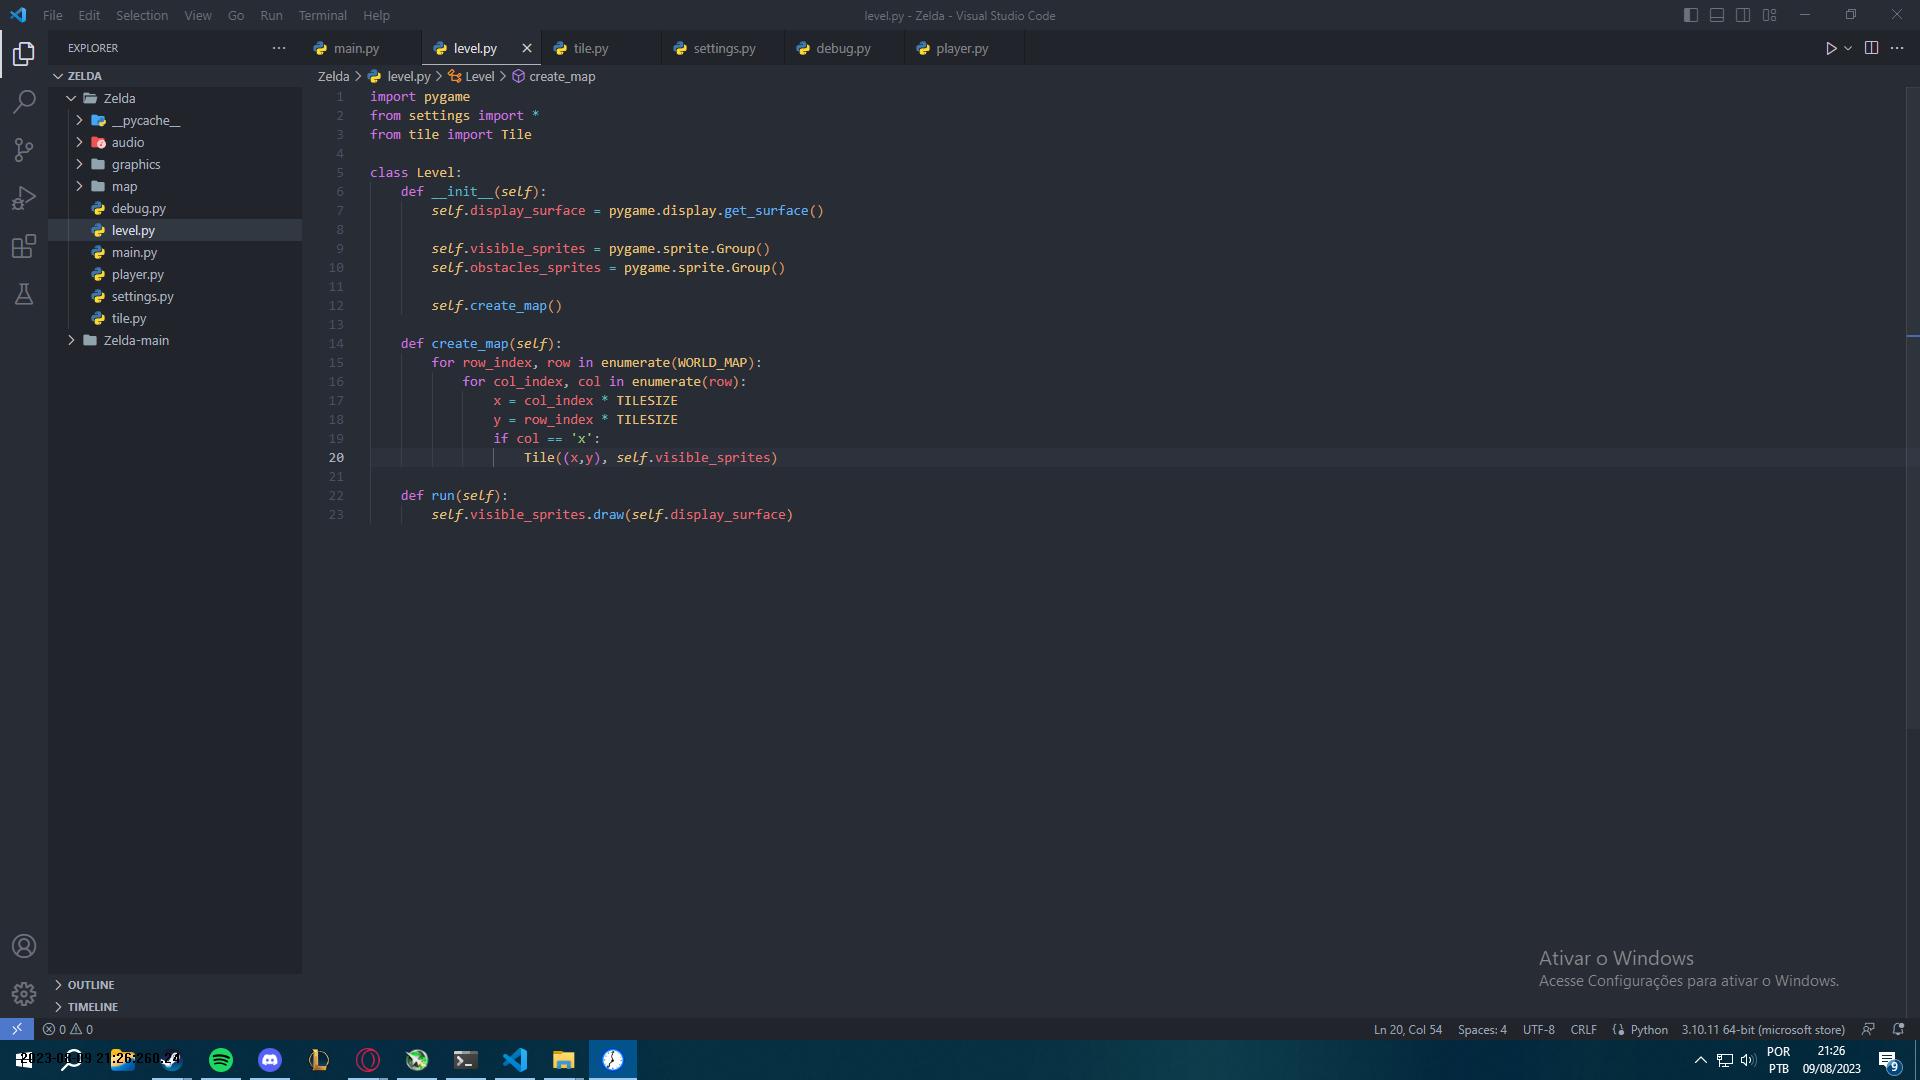 File Edit Selection View Go Run Terminal Help
level.py - Zelda - Visual Studio Code
EXPLORER
main.py level.py tile.py settings.py debug.py player.py
ZELDA
Zelda
__pycache__
audio
graphics
map
debug.py
level.py
main.py
player.py
settings.py
tile.py
Zelda-main
OUTLINE
TIMELINE
Zelda > level.py > Level > create_map
1 import pygame
2 from settings import *
3 from tile import Tile
4
5 class Level:
6 def __init__(self):
7 self.display_surface = pygame.display.get_surface()
8
9 self.visible_sprites = pygame.sprite.Group()
10 self.obstacles_sprites = pygame.sprite.Group()
11
12 self.create_map()
13
14 def create_map(self):
15 for row_index, row in enumerate(WORLD_MAP):
16 for col_index, col in enumerate(row):
17 x = col_index * TILESIZE
18 y = row_index * TILESIZE
19 if col == 'x':
20 Tile((x,y), self.visible_sprites)
21
22 def run(self):
23 self.visible_sprites.draw(self.display_surface)
Ativar o Windows
Acesse Configurações para ativar o Windows.
0 0
Ln 20, Col 54 Spaces: 4 UTF-8 CRLF Python 3.10.11 64-bit (microsoft store)
2023-08-09 21:26:260.24
POR
PTB
21:26
09/08/2023
9